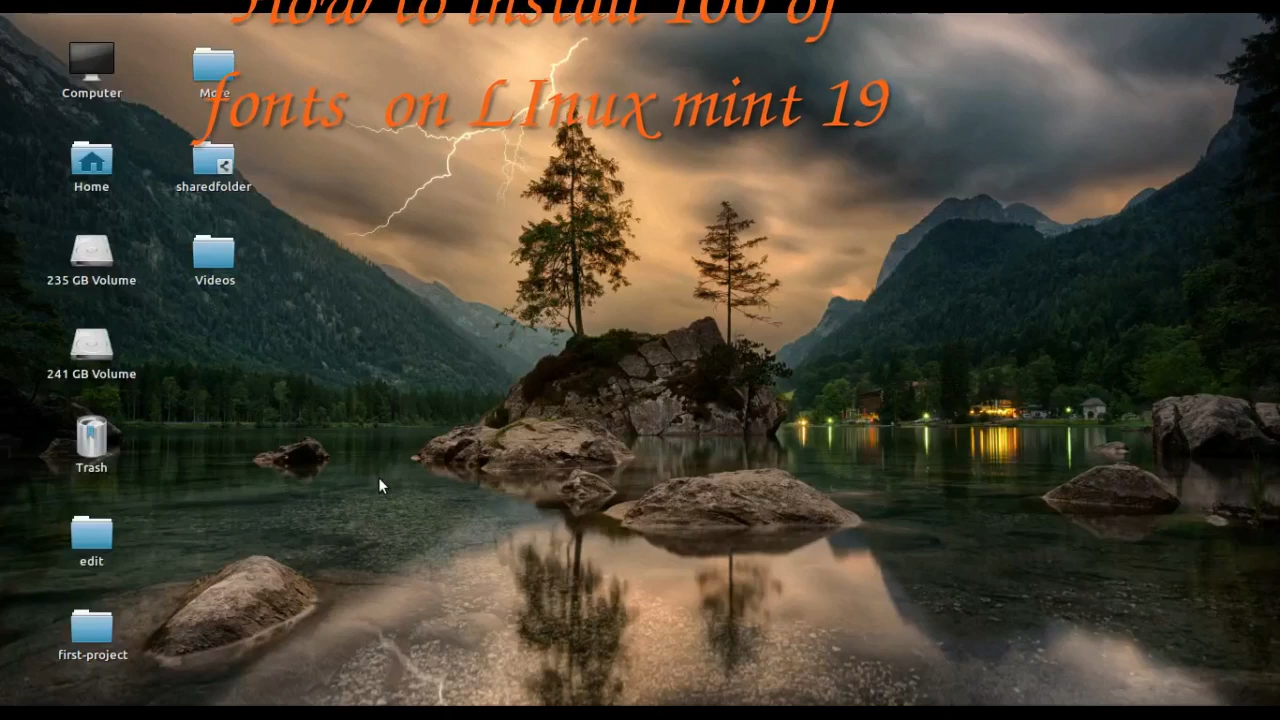 How to install 100 of
fonts on LInux mint 19
Computer
More
Home
sharedfolder
235 GB Volume
Videos
241 GB Volume
Trash
edit
first-project